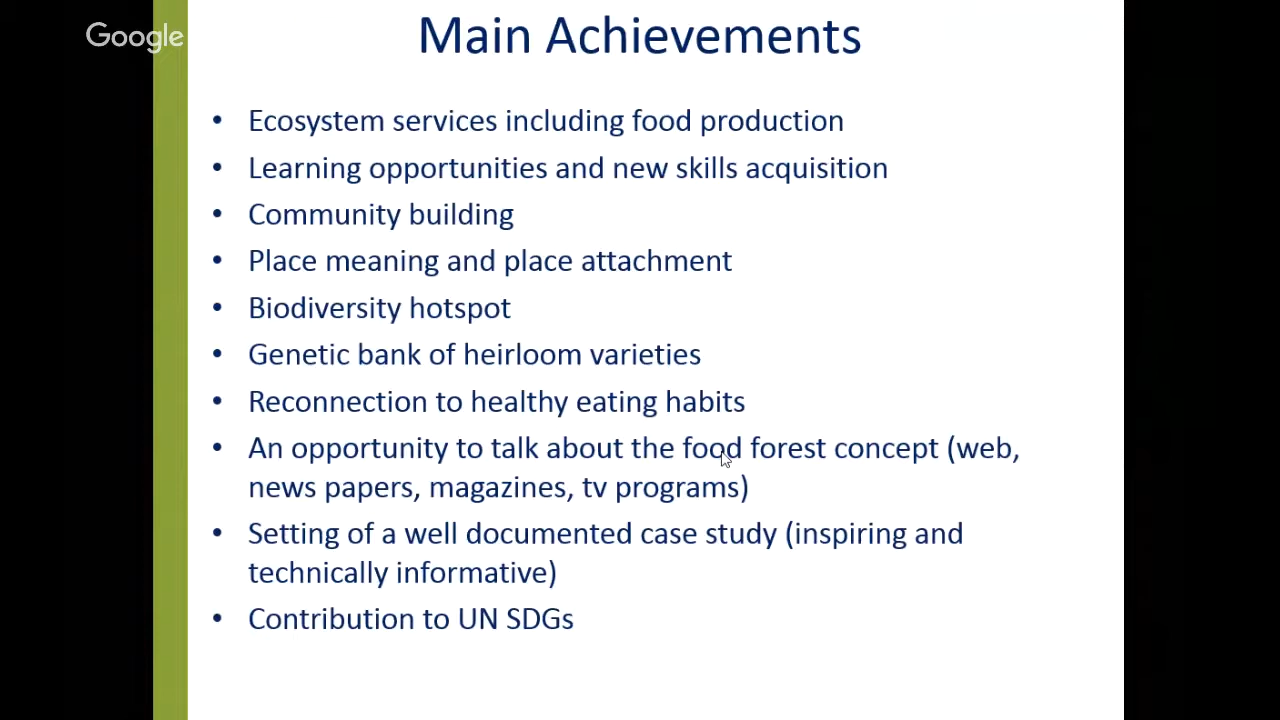 Google
Main Achievements
• Ecosystem services including food production
• Learning opportunities and new skills acquisition
• Community building
• Place meaning and place attachment
• Biodiversity hotspot
• Genetic bank of heirloom varieties
• Reconnection to healthy eating habits
• An opportunity to talk about the food forest concept (web,
news papers, magazines, tv programs)
• Setting of a well documented case study (inspiring and
technically informative)
• Contribution to UN SDGs